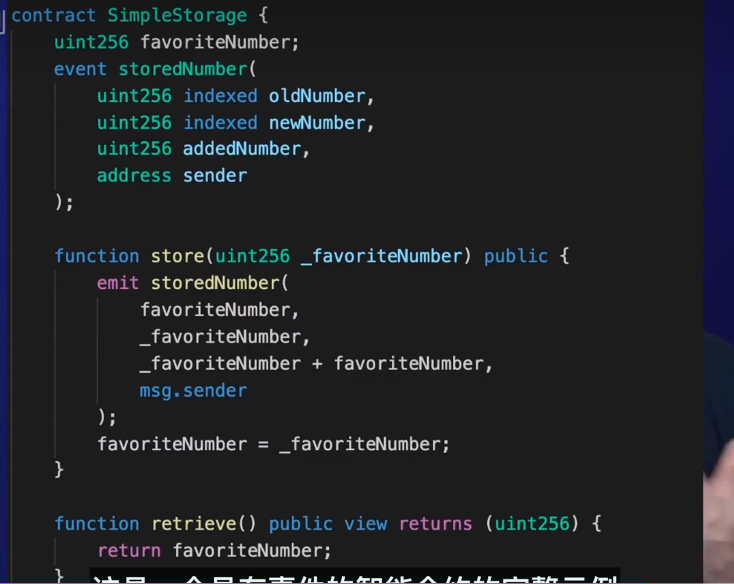 contract SimpleStorage {
uint256 favoriteNumber;
event storedNumber(
uint256 indexed oldNumber,
uint256 indexed newNumber,
uint256 addedNumber,
address sender
);
function store(uint256 _favoriteNumber) public {
emit storedNumber(
favoriteNumber,
_favoriteNumber,
_favoriteNumber + favoriteNumber,
msg.sender
);
favoriteNumber = _favoriteNumber;
}
function retrieve() public view returns (uint256) {
return favoriteNumber;
}
这是一个具有事件的智能合约的完整示例